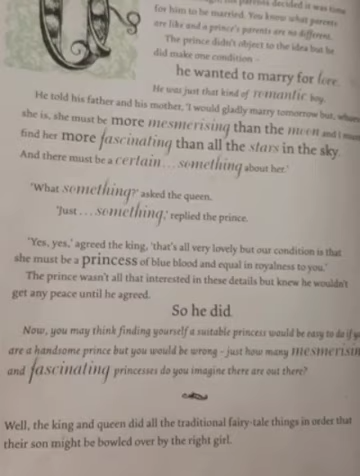 parents decided it was time
for him to be married. You know what parents
are like and a prince's parents are no different.
The prince didn't object to the idea but he
did make one condition –
he wanted to marry for love.
He was just that kind of romantic boy.
He told his father and his mother, 'I would gladly marry tomorrow but,
she is, she must be more mesmerising than the moon and I must
find her more fascinating than all the stars in the sky.
And there must be a certain... something about her.'
'What something?' asked the queen.
'Just ... something,' replied the prince.
'Yes, yes,' agreed the king, 'that's all very lovely but our condition is that
she must be a princess of blue blood and equal in royalness to you.'
The prince wasn't all that interested in these details but knew he wouldn't
get any peace until he agreed.
So he did.
Now, you may think finding yourself a suitable princess would be easy to do if
are a handsome prince but you would be wrong – just how many
and fascinating princesses do you imagine there are out there?
Well, the king and queen did all the traditional fairy-tale things in order that
their son might be bowled over by the right girl.